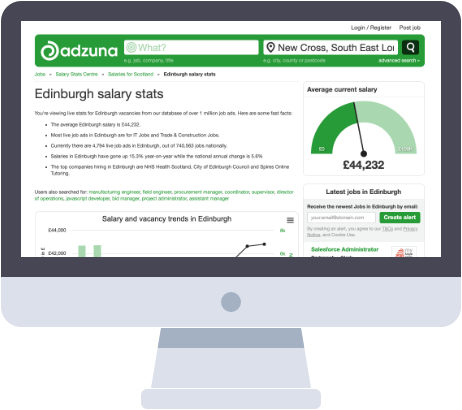 Login / Register Post job
adzuna What? New Cross, South East Lo
e.g. job, company, title e.g. city, county or postcode advanced search »
Jobs » Salary Stats Centre » Salaries for Scotland » Edinburgh salary stats
Edinburgh salary stats
You're viewing live stats for Edinburgh vacancies from our database of over 1 million job ads. Here are some fast facts:
• The average Edinburgh salary is £44,232.
• Most live job ads in Edinburgh are for IT Jobs and Trade & Construction Jobs.
• Currently there are 4,784 live job ads in Edinburgh, out of 740,563 jobs nationally.
• Salaries in Edinburgh have gone up 15.3% year-on-year while the national annual change is 5.6%
• The top companies hiring in Edinburgh are NHS Health Scotland, City of Edinburgh Council and Spires Online
Tutoring.
Users also searched for: manufacturing engineer, field engineer, procurement manager, coordinator, supervisor, director
of operations, javascript developer, bid manager, project administrator, assistant manager
Salary and vacancy trends in Edinburgh
£44,000 6k
£42,000
Average current salary
£0
£44,232
Latest jobs in Edinburgh
Receive the newest Jobs in Edinburgh by email:
youremail@domain.com Create alert
By creating an alert, you agree to our T&Cs and Privacy
Notice, and Cookie Use.
Salesforce Administrator